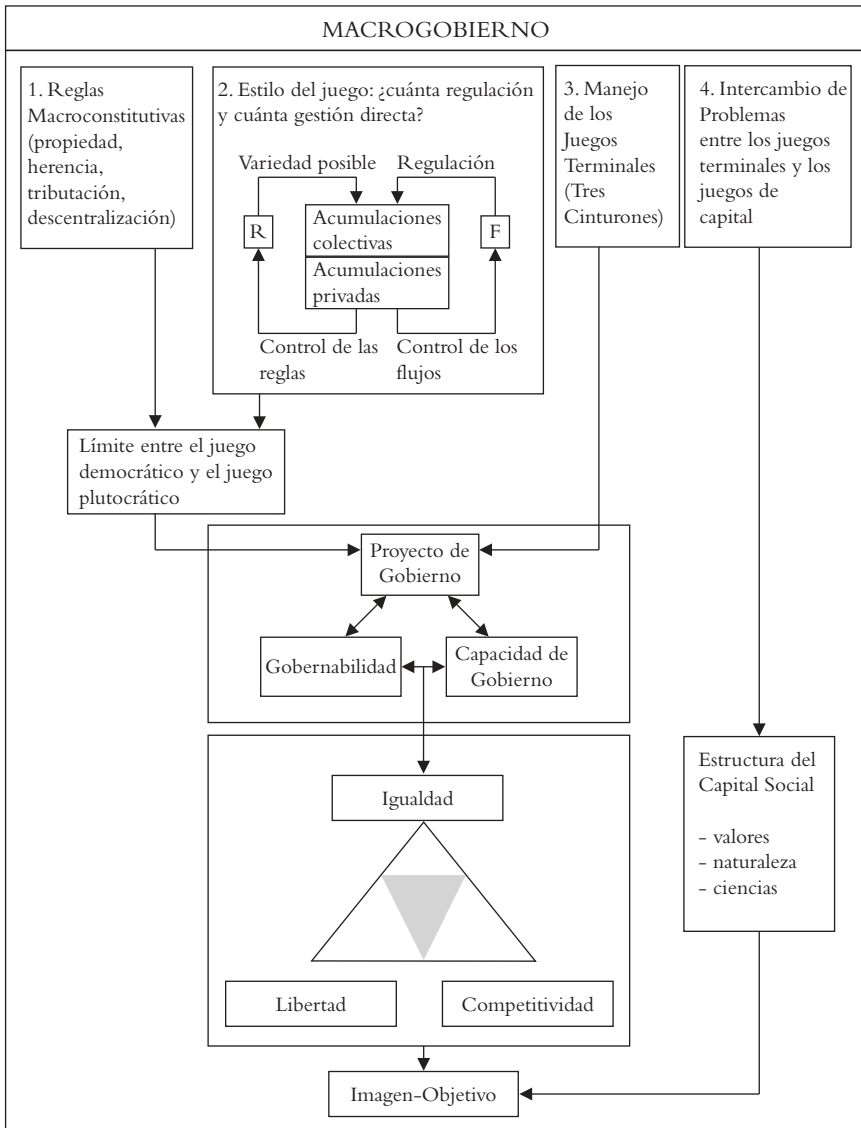 MACROGOBIERNO
1. Reglas
Macroconstitutivas
(propiedad,
herencia,
tributación,
descentralización)
2. Estilo del juego: ¿cuánta regulación
y cuánta gestión directa?
Variedad posible
Regulación
R
Acumulaciones
colectivas
F
Acumulaciones
privadas
Control de las
reglas
Control de los
flujos
3. Manejo
de los
Juegos
Terminales
(Tres
Cinturones)
4. Intercambio de
Problemas
entre los juegos
terminales y los
juegos de
capital
Límite entre el juego
democrático y el juego
plutocrático
Proyecto de
Gobierno
Gobernabilidad
Capacidad de
Gobierno
Igualdad
Libertad
Competitividad
Estructura del
Capital Social
- valores
- naturaleza
- ciencias
Imagen-Objetivo